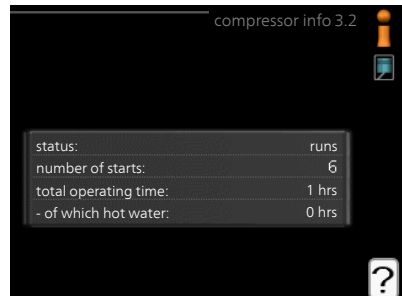 compressor info 3.2
status: runs
number of starts: 6
total operating time: 1 hrs
- of which hot water: 0 hrs
?